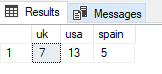 Results Messages
uk usa spain
1 7 13 5